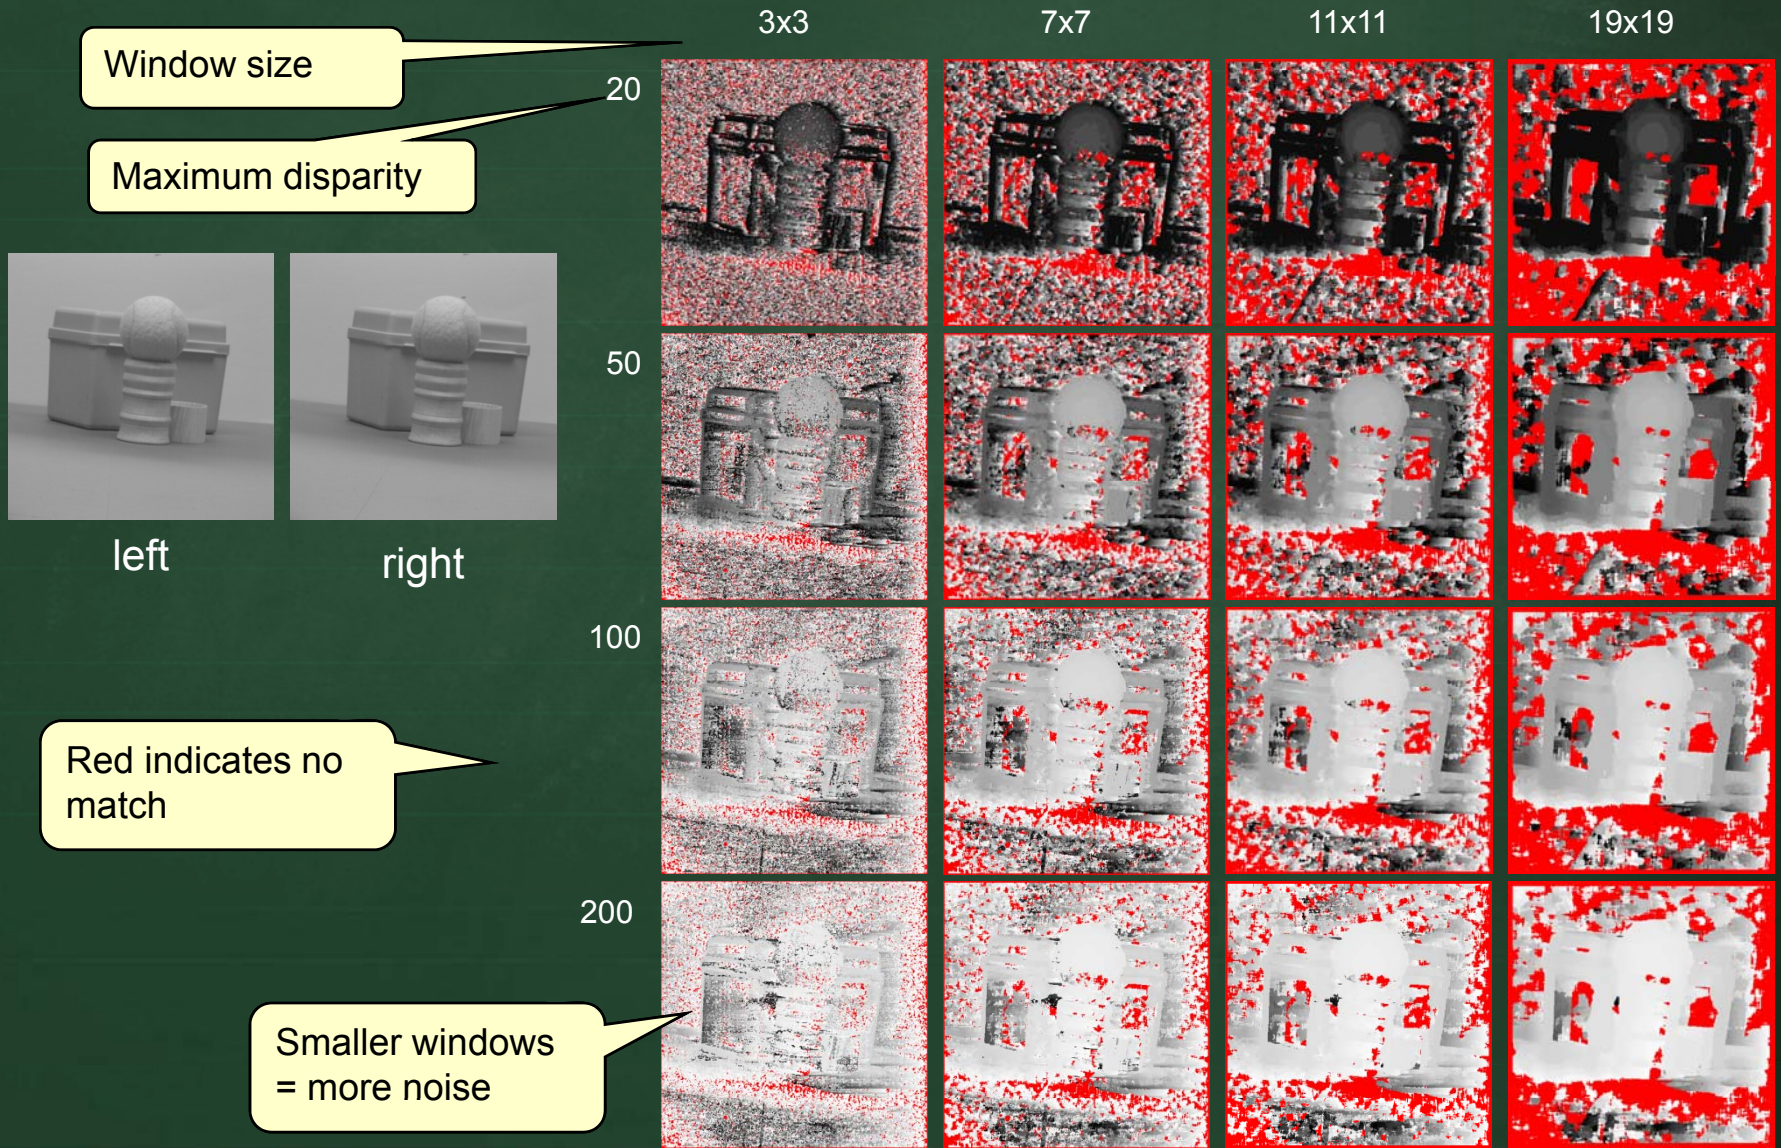 3x3
7x7
11x11
19x19
Window size
20
Maximum disparity
50
left
right
100
Red indicates no
match
200
Smaller windows
= more noise